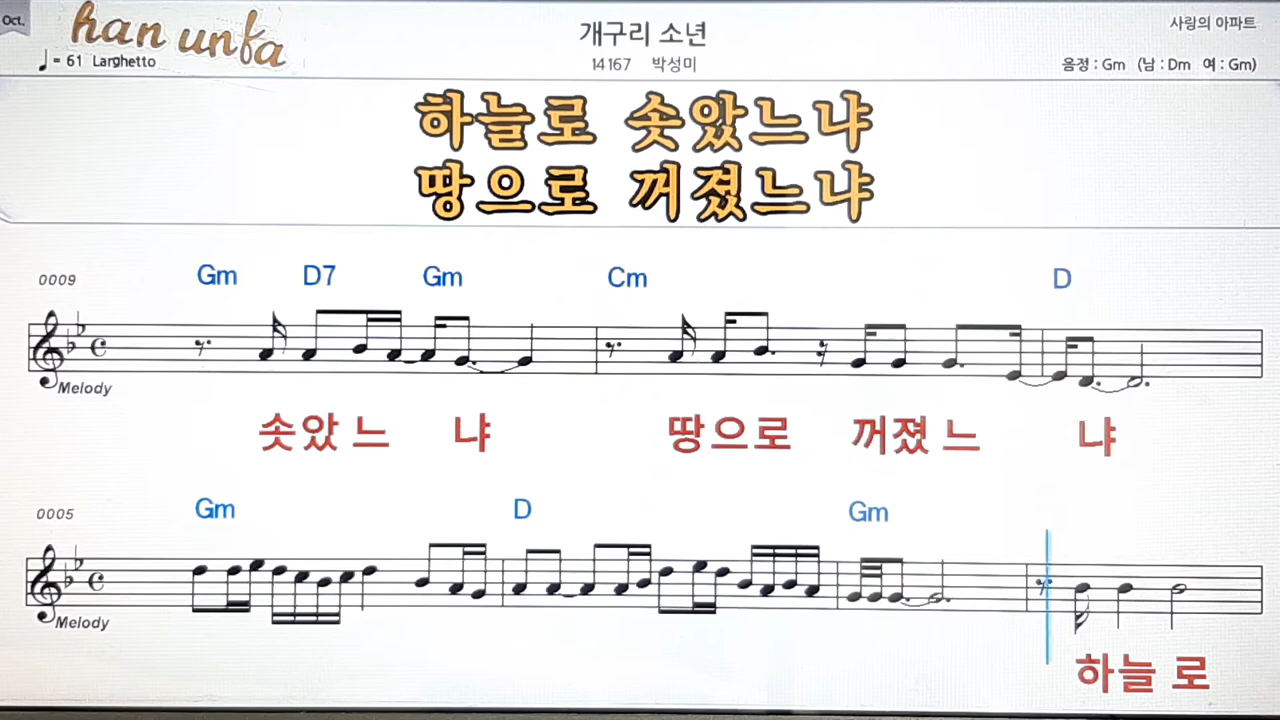 Oct.
han unfa
개구리 소년
사랑의 아파트
♩= 61 Larghetto
14167 박성미
음정 : Gm (남 : Dm 여 : Gm)
하늘로 솟았느냐
땅으로 꺼졌느냐
0009
Gm D7 Gm Cm D
Melody
솟았느 냐 땅으로 꺼졌느 냐
0005
Gm D Gm
Melody
하늘 로